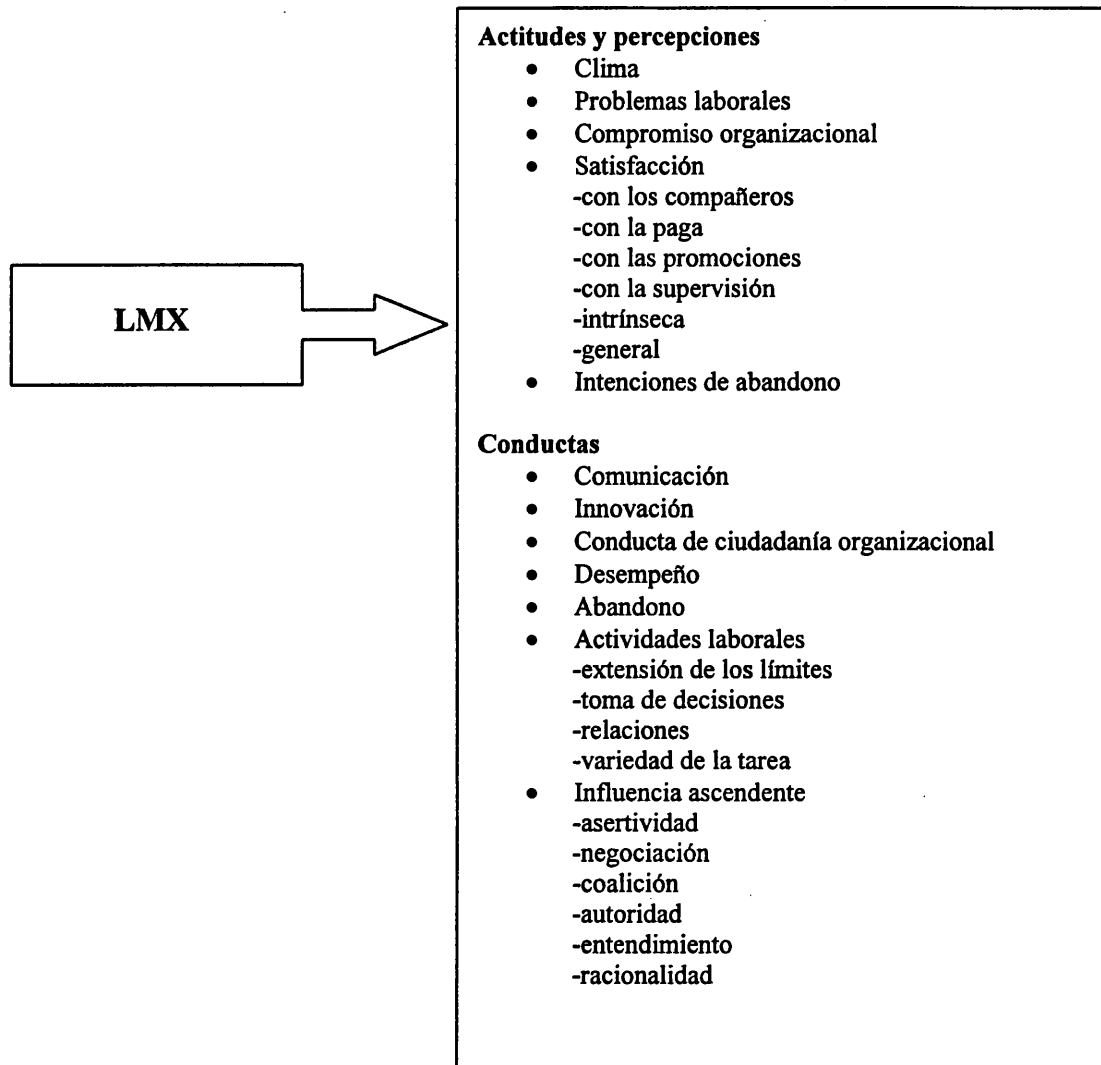 LMX
Actitudes y percepciones
• Clima
• Problemas laborales
• Compromiso organizacional
• Satisfacción
-con los compañeros
-con la paga
-con las promociones
-con la supervisión
-intrínseca
-general
• Intenciones de abandono
Conductas
• Comunicación
• Innovación
• Conducta de ciudadanía organizacional
• Desempeño
• Abandono
• Actividades laborales
-extensión de los límites
-toma de decisiones
-relaciones
-variedad de la tarea
• Influencia ascendente
-asertividad
-negociación
-coalición
-autoridad
-entendimiento
-racionalidad